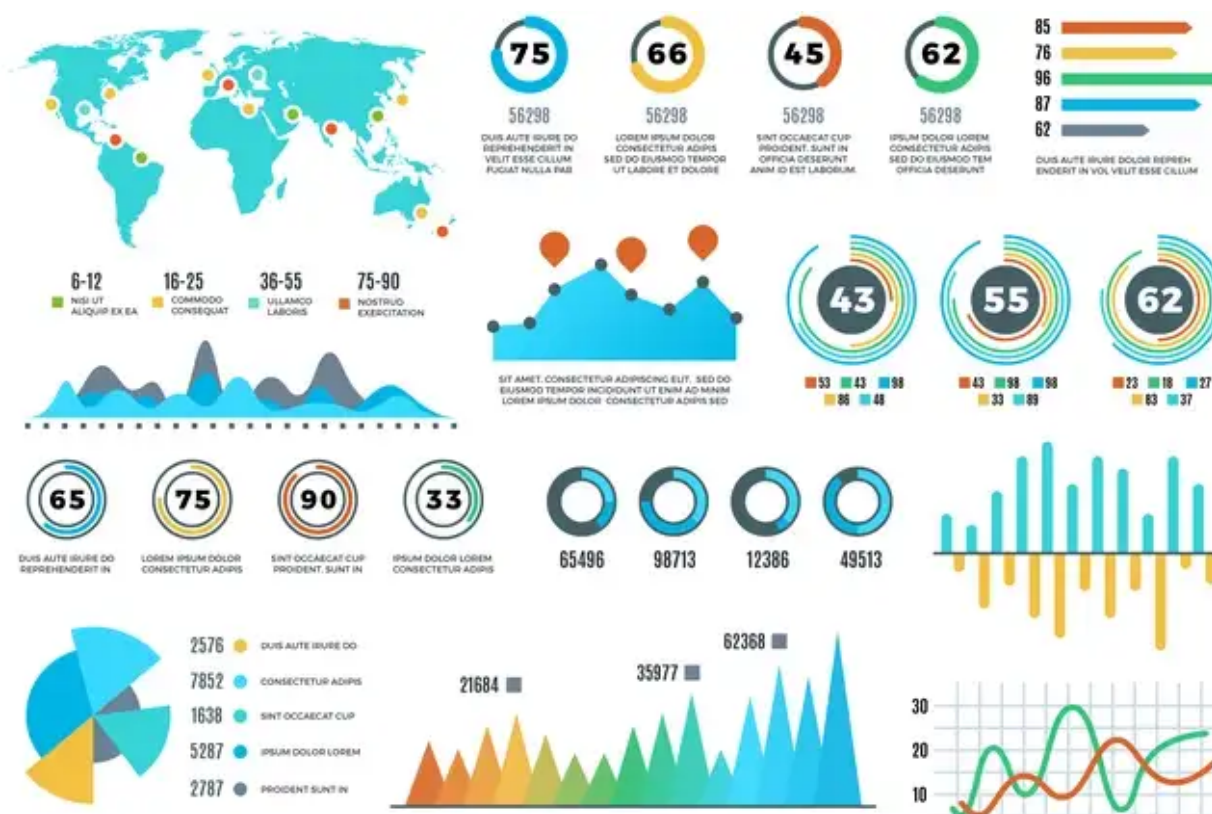 75
66
45
62
56298
56298
56298
56298
DUIS AUTE IRURE DO
REPREHENDERIT IN
VELIT ESSE CILLUM
FUGIAT NULLA PAR
LOREM IPSUM DOLOR
CONSECTETUR ADIPIS
SED DO EIUSMOD TEMPOR
UT LABORE ET DOLORE
SINT OCCAECAT CUP
PROIDENT. SUNT IN
OFFICIA DESERUNT
ANIM ID EST LABORUM.
IPSUM DOLOR LOREM
CONSECTETUR ADIPIS
SED DO EIUSMOD TEM
OFFICIA DESERUNT
85
76
96
87
62
DUIS AUTE IRURE DOLOR REPREH
ENDERIT IN VOL VELIT ESSE CILLUM
6-12
NISI UT
ALIQUIP EX EA
16-25
COMMODO
CONSEQUAT
36-55
ULLAMCO
LABORIS
75-90
NOSTRUD
EXERCITATION
SIT AMET. CONSECTETUR ADIPISCING ELIT. SED DO
EIUSMOD TEMPOR INCIDIDUNT UT ENIM AD MINIM
LOREM IPSUM DOLOR CONSECTETUR ADIPIS SED
43
53 43 98
86 48
55
43 98 98
33 89
62
23 18 27
83 37
65
DUIS AUTE IRURE DO
REPREHENDERIT IN
75
LOREM IPSUM DOLOR
CONSECTETUR ADIPIS
90
SINT OCCAECAT CUP
PROIDENT. SUNT IN
33
IPSUM DOLOR LOREM
CONSECTETUR ADIPIS
65496
98713
12386
49513
2576 DUIS AUTE IRURE DO
7852 CONSECTETUR ADIPIS
1638 SINT OCCAECAT CUP
5287 IPSUM DOLOR LOREM
2787 PROIDENT SUNT IN
21684
35977
62368
30
20
10